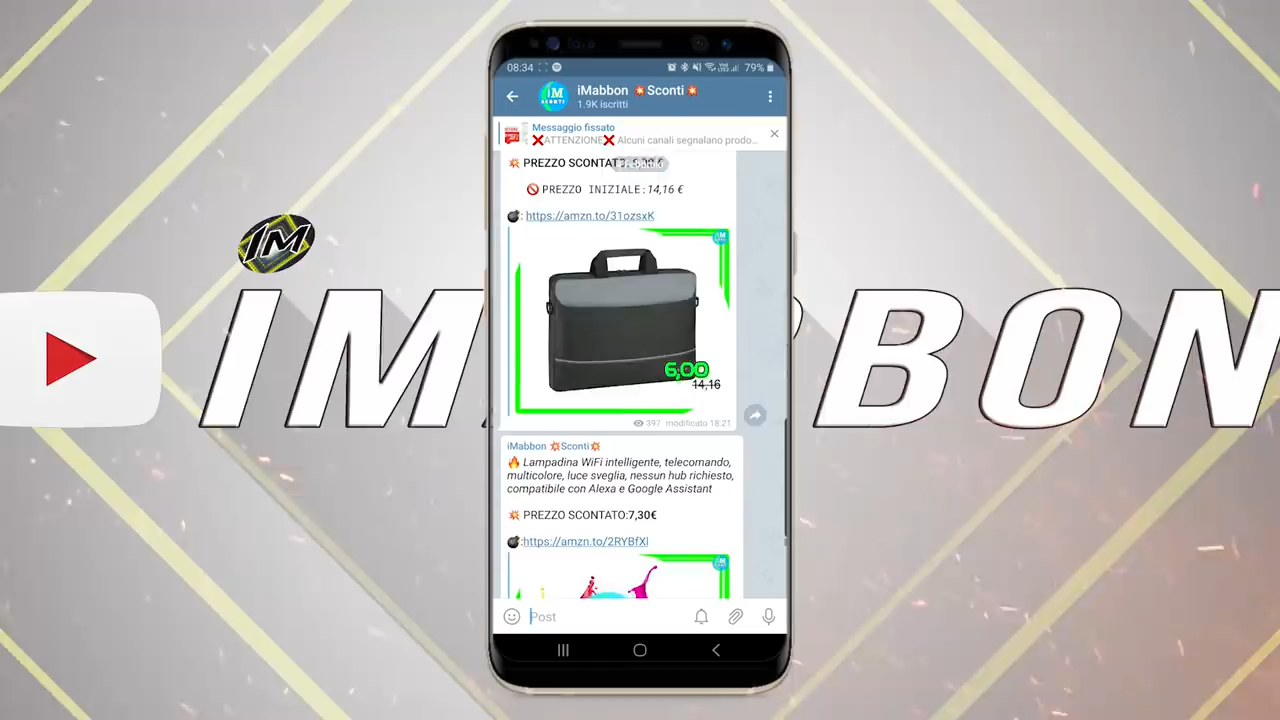 08:34
79%
iM
SCONTI
iMabbon 💥Sconti💥
1.9K iscritti
Messaggio fissato
❌ATTENZIONE❌ Alcuni canali segnalano prodo...
💥 PREZZO SCONTAT
🚫 PREZZO INIZIALE:14,16 €
💣: https://amzn.to/31ozsxK
6,00
14,16
397 modificato 18:21
iMabbon 💥Sconti💥
🔥 Lampadina WiFi intelligente, telecomando,
multicolore, luce sveglia, nessun hub richiesto,
compatibile con Alexa e Google Assistant
💥 PREZZO SCONTATO:7,30€
💣:https://amzn.to/2RYBfXl
Post
IM
iM
BON